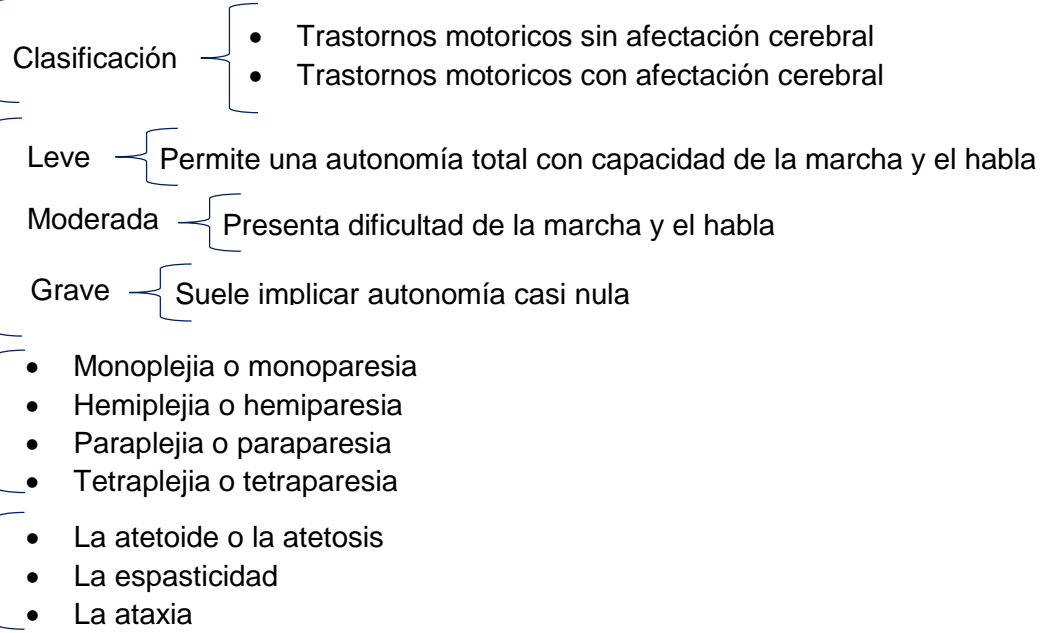 Clasificación
• Trastornos motoricos sin afectación cerebral
• Trastornos motoricos con afectación cerebral
Leve
Permite una autonomía total con capacidad de la marcha y el habla
Moderada
Presenta dificultad de la marcha y el habla
Grave
Suele implicar autonomía casi nula
• Monoplejia o monoparesia
• Hemiplejia o hemiparesia
• Paraplejia o paraparesia
• Tetraplejia o tetraparesia
• La atetoide o la atetosis
• La espasticidad
• La ataxia